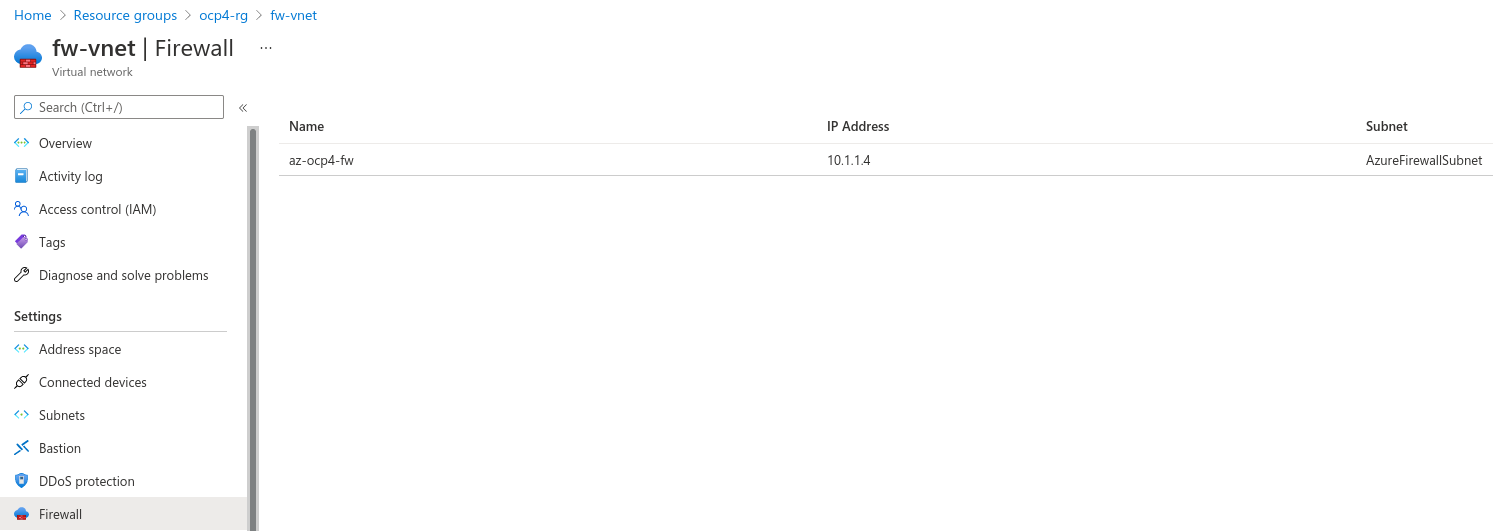 Home > Resource groups > ocp4-rg > fw-vnet
fw-vnet | Firewall ...
Virtual network
Search (Ctrl+/) «
Overview
Activity log
Access control (IAM)
Tags
Diagnose and solve problems
Settings
Address space
Connected devices
Subnets
Bastion
DDoS protection
Firewall
Name IP Address Subnet
az-ocp4-fw 10.1.1.4 AzureFirewallSubnet